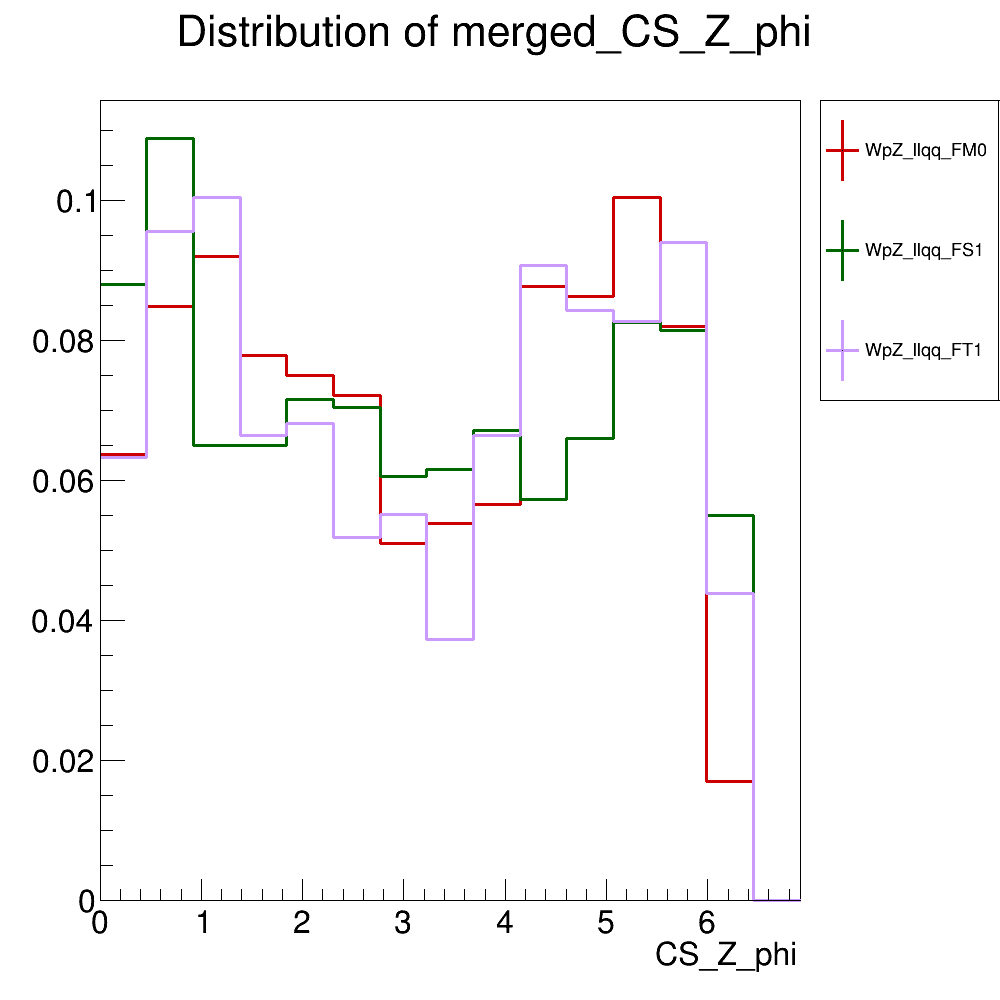 Distribution of merged_CS_Z_phi
WpZ_llqq_FM0
WpZ_llqq_FS1
WpZ_llqq_FT1
0.1
0.08
0.06
0.04
0.02
0
0 1 2 3 4 5 6
CS_Z_phi